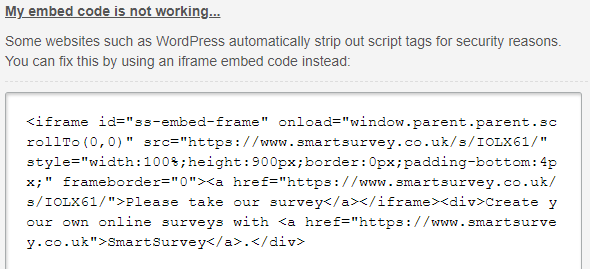 My embed code is not working...
Some websites such as WordPress automatically strip out script tags for security reasons.
You can fix this by using an iframe embed code instead:
<iframe id="ss-embed-frame" onload="window.parent.parent.sc
rollTo(0,0)" src="https://www.smartsurvey.co.uk/s/IOLX61/"
style="width:100%;height:900px;border:0px;padding-bottom:4p
x;" frameborder="0"><a href="https://www.smartsurvey.co.uk/
s/IOLX61/">Please take our survey</a></iframe><div>Create y
our own online surveys with <a href="https://www.smartsurve
y.co.uk">SmartSurvey</a>.</div>